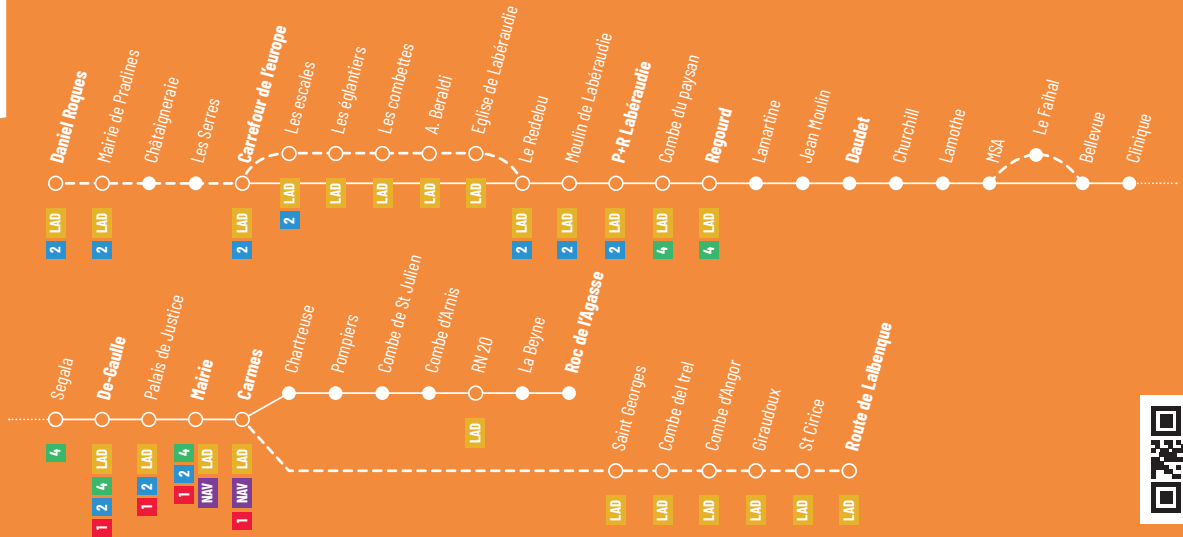 Daniel Roques
2 LAD
Mairie de Pradines
2 LAD
Châtaigneraie
Les Serres
Carrefour de l'europe
2 LAD
Les escales
2 LAD
Les églantiers
LAD
Les combettes
LAD
A. Beraldi
LAD
Eglise de Labéraudie
LAD
Le Redelou
2 LAD
Moulin de Labéraudie
2 LAD
P+R Labéraudie
2 LAD
Combe du paysan
4 LAD
Regourd
4 LAD
Lamartine
Jean Moulin
Daudet
Churchill
Lamothe
MSA
Le Faihal
Bellevue
Clinique
Segala
4
De-Gaulle
1 2 4 LAD
Palais de Justice
1 2 LAD
Mairie
1 2 4
NAV LAD
Carmes
1 NAV LAD
Chartreuse
Pompiers
Combe de St Julien
Combe d'Arnis
RN 20
LAD
La Beyne
Roc de l'Agasse
Saint Georges
LAD
Combe del trel
LAD
Combe d'Angor
LAD
Giraudoux
LAD
St Cirice
LAD
Route de Lalbenque
LAD